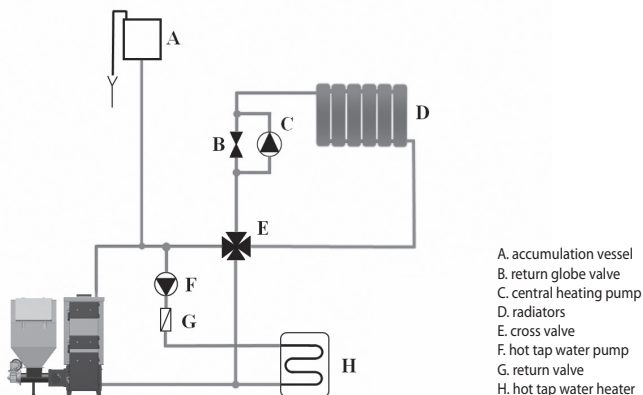 A
B
C
D
E
F
G
H
A. accumulation vessel
B. return globe valve
C. central heating pump
D. radiators
E. cross valve
F. hot tap water pump
G. return valve
H. hot tap water heater